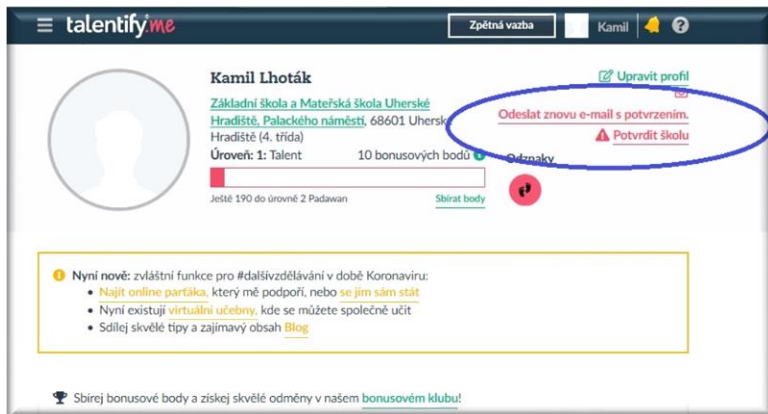 talentify.me
Zpětná vazba
Kamil
Kamil Lhoták
Upravit profil
Základní škola a Mateřská škola Uherské
Hradiště, Palackého náměstí, 68601 Uherské
Hradiště (4. třída)
Odeslat znovu e-mail s potvrzením.
Potvrdit školu
Úroveň: 1: Talent
10 bonusových bodů
Odznaky
Ještě 190 do úrovně 2 Padawan
Sbírat body
Nyní nově: zvláštní funkce pro #dalšívzdělávání v době Koronaviru:
• Najít online parťáka, který mě podpoří, nebo se jím sám stát
• Nyní existují virtuální učebny, kde se můžete společně učit
• Sdílej skvělé tipy a zajímavý obsah Blog
Sbírej bonusové body a získej skvělé odměny v našem bonusovém klubu!